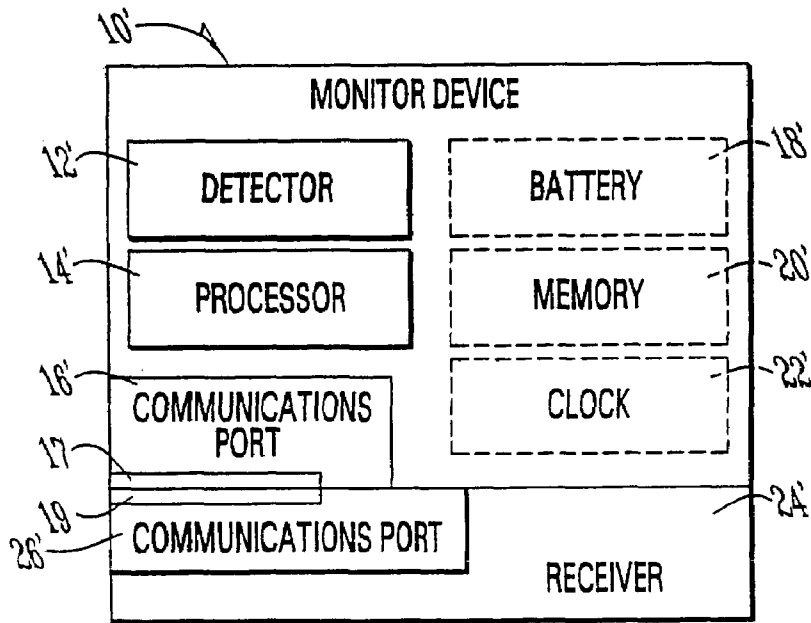 10'
MONITOR DEVICE
12'
DETECTOR
BATTERY
18'
14'
PROCESSOR
MEMORY
20'
16'
COMMUNICATIONS
PORT
CLOCK
22'
17
19
26'
COMMUNICATIONS PORT
24'
RECEIVER